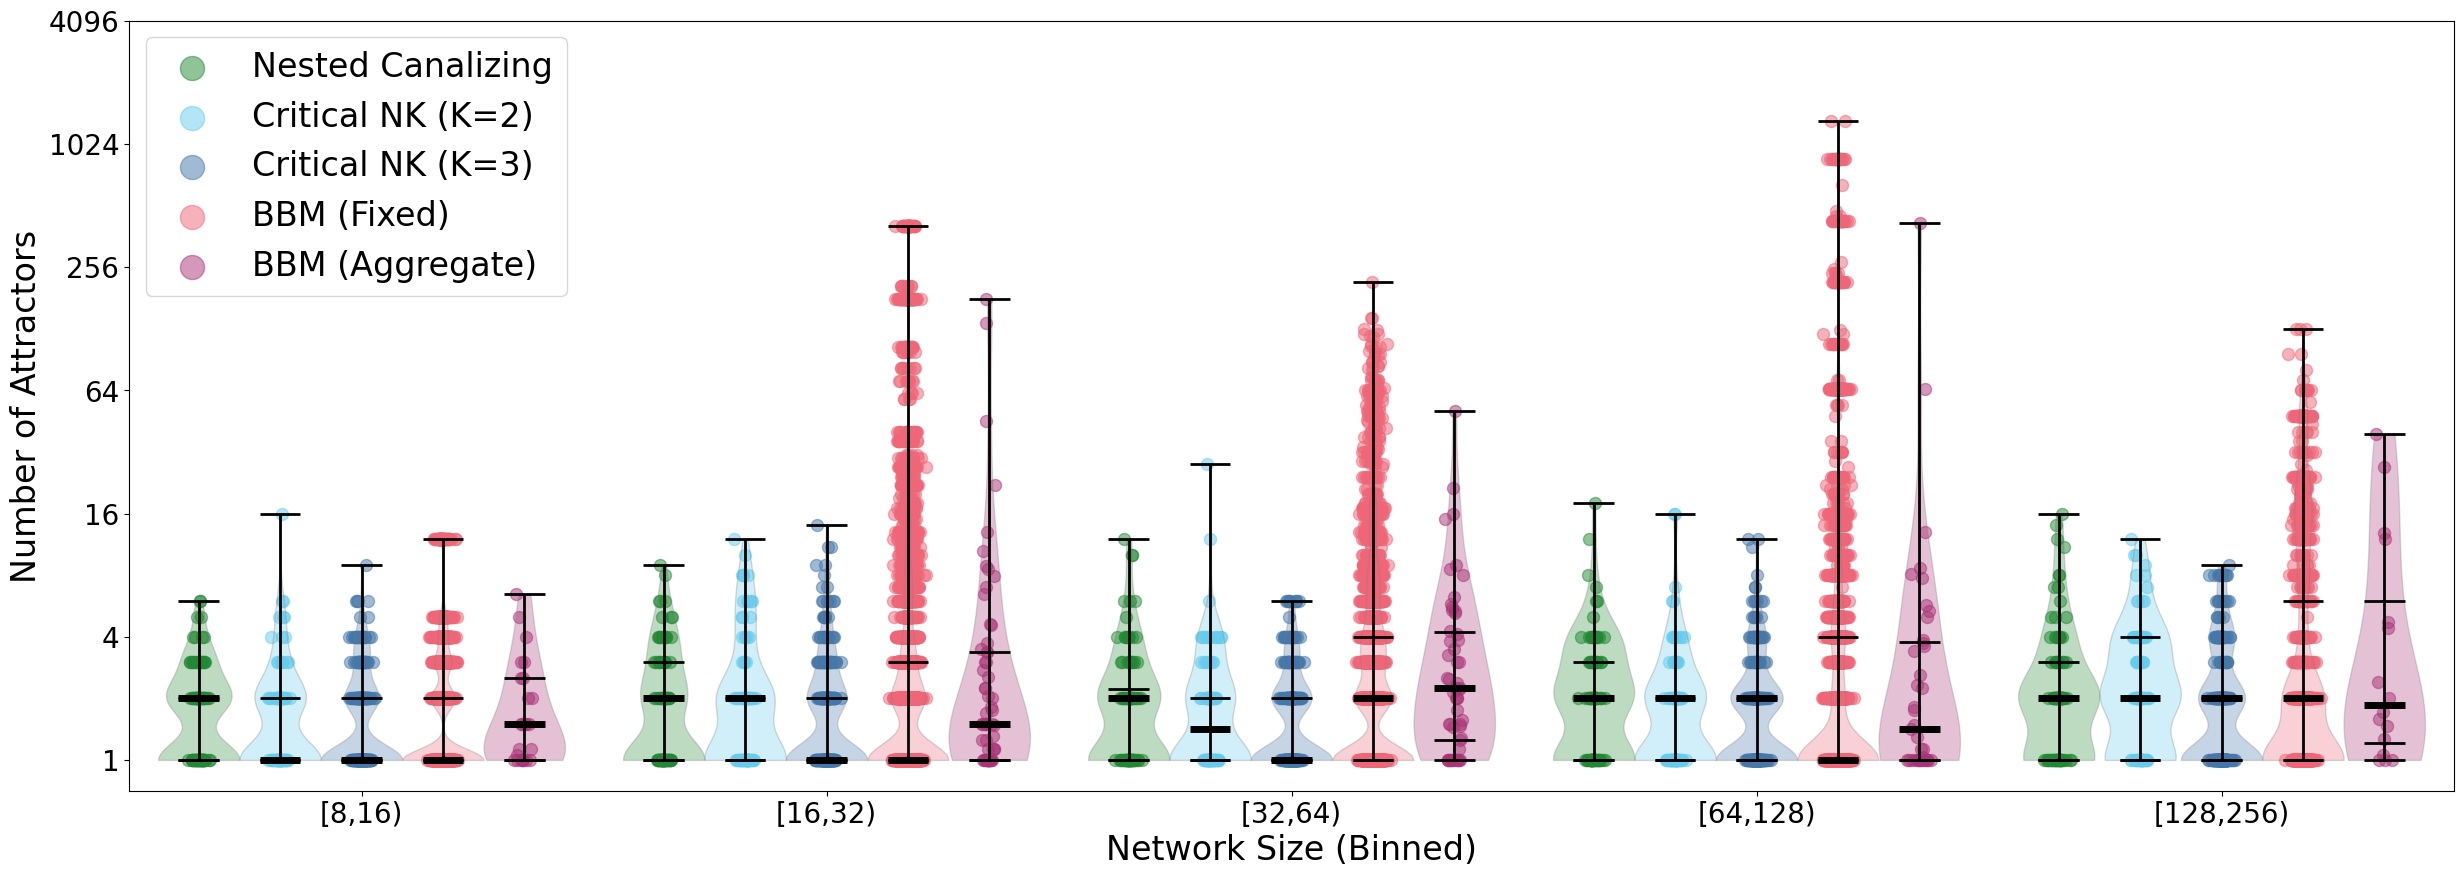 4096
1024
256
64
16
4
1
Number of Attractors
Nested Canalizing
Critical NK (K=2)
Critical NK (K=3)
BBM (Fixed)
BBM (Aggregate)
[8,16)
[16,32)
[32,64)
[64,128)
[128,256)
Network Size (Binned)